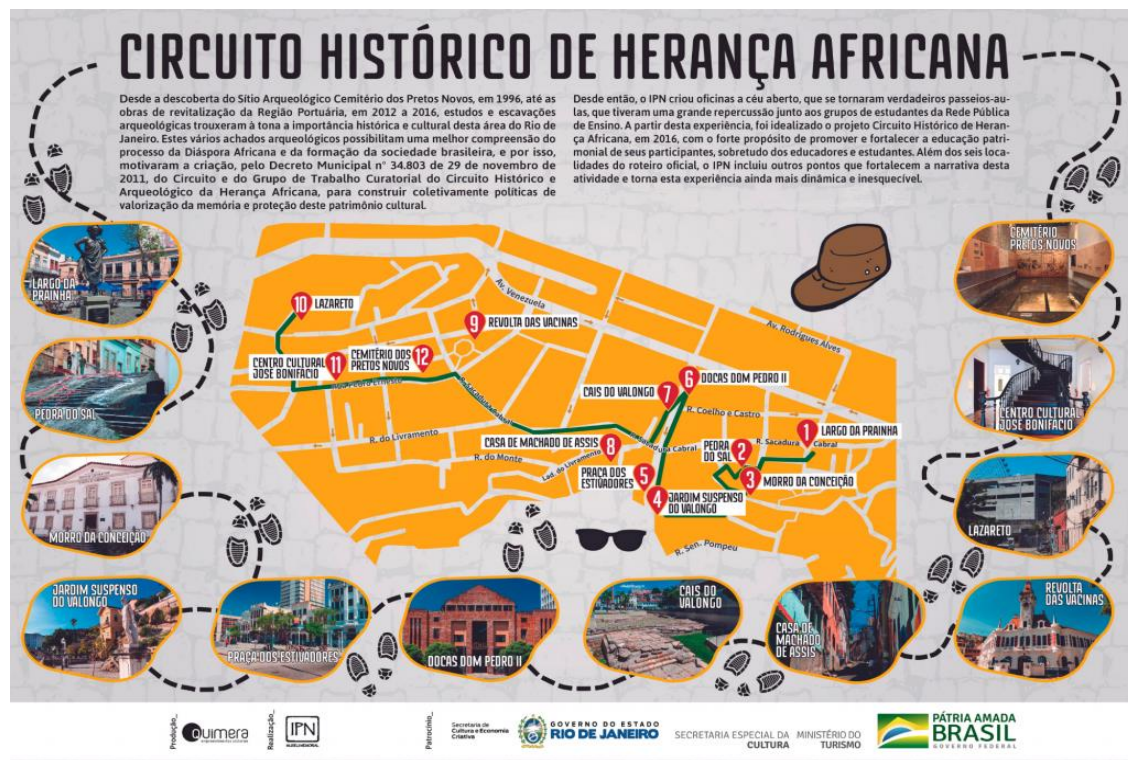 CIRCUITO HISTÓRICO DE HERANÇA AFRICANA
Desde a descoberta do Sítio Arqueológico Cemitério dos Pretos Novos, em 1996, até as
obras de revitalização da Região Portuária, em 2012 a 2016, estudos e escavações
arqueológicas trouxeram à tona a importância histórica e cultural desta área do Rio de
Janeiro. Estes vários achados arqueológicos possibilitam uma melhor compreensão do
processo da Diáspora Africana e da formação da sociedade brasileira, e por isso,
motivaram a criação, pelo Decreto Municipal nº 34.803 de 29 de novembro de
2011, do Circuito e do Grupo de Trabalho Curatorial do Circuito Histórico e
Arqueológico da Herança Africana, para construir coletivamente políticas de
valorização da memória e proteção deste patrimônio cultural.
Desde então, o IPN criou oficinas a céu aberto, que se tornaram verdadeiros passeios-au-
las, que tiveram uma grande repercussão junto aos grupos de estudantes da Rede Pública
de Ensino. A partir desta experiência, foi idealizado o projeto Circuito Histórico de Heran-
ça Africana, em 2016, com o forte propósito de promover e fortalecer a educação patri-
monial de seus participantes, sobretudo dos educadores e estudantes. Além dos seis loca-
lidades do roteiro oficial, o IPN incluiu outros pontos que fortalecem a narrativa desta
atividade e torna esta experiência ainda mais dinâmica e inesquecível.
LARGO DA
PRAINHA
PEDRA DO SAL
MORRO DA CONCEIÇÃO
JARDIM SUSPENSO
DO VALONGO
PRAÇA DOS ESTIVADORES
DOCAS DOM PEDRO II
CAIS DO
VALONGO
CASA DE
MACHADO
DE ASSIS
REVOLTA
DAS VACINAS
LAZARETO
CENTRO CULTURAL
JOSÉ BONIFÁCIO
CEMITÉRIO
PRETOS NOVOS
Av. Venezuela
Av. Rodrigues Alves
10 LAZARETO
9 REVOLTA DAS VACINAS
CENTRO CULTURAL
JOSÉ BONIFÁCIO
11
CEMITÉRIO DOS
PRETOS NOVOS
12
6 DOCAS DOM PEDRO II
CAIS DO VALONGO 7
R. Coelho e Castro
1 LARGO DA PRAINHA
R. Sacadura Cabral
R. do Livramento
CASA DE MACHADO DE ASSIS
8
Sacadura Cabral
PEDRA
DO SAL
2
R. do Monte
Lad. do Livramento
PRAÇA DOS
ESTIVADORES
5
3 MORRO DA CONCEIÇÃO
4 JARDIM SUSPENSO
DO VALONGO
R. Sen. Pompeu
Produção_
Quimera
Realização_
IPN
Patrocínio_
Secretaria de
Cultura e Economia
Criativa
GOVERNO DO ESTADO
RIO DE JANEIRO
SECRETARIA ESPECIAL DA
CULTURA
MINISTÉRIO DO
TURISMO
PÁTRIA AMADA
BRASIL
GOVERNO FEDERAL